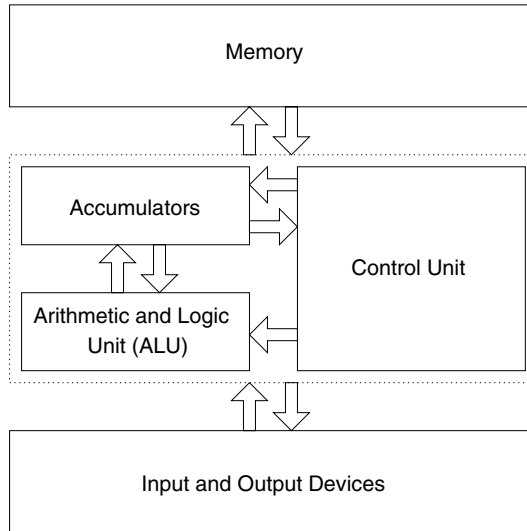 Memory
Accumulators
Control Unit
Arithmetic and Logic
Unit (ALU)
Input and Output Devices